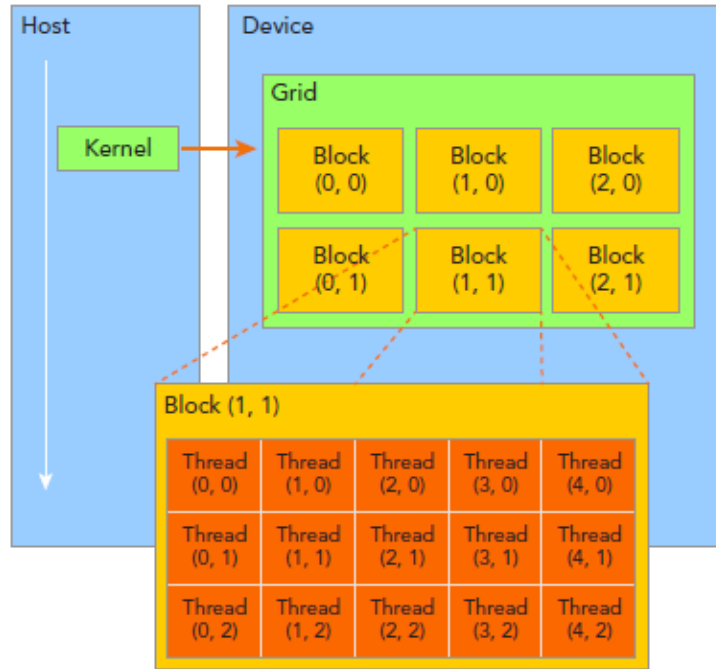 Host
Device
Grid
Kernel
Block
(0, 0)
Block
(1, 0)
Block
(2, 0)
Block
(0, 1)
Block
(1, 1)
Block
(2, 1)
Block (1, 1)
Thread
(0, 0)
Thread
(1, 0)
Thread
(2, 0)
Thread
(3, 0)
Thread
(4, 0)
Thread
(0, 1)
Thread
(1, 1)
Thread
(2, 1)
Thread
(3, 1)
Thread
(4, 1)
Thread
(0, 2)
Thread
(1, 2)
Thread
(2, 2)
Thread
(3, 2)
Thread
(4, 2)